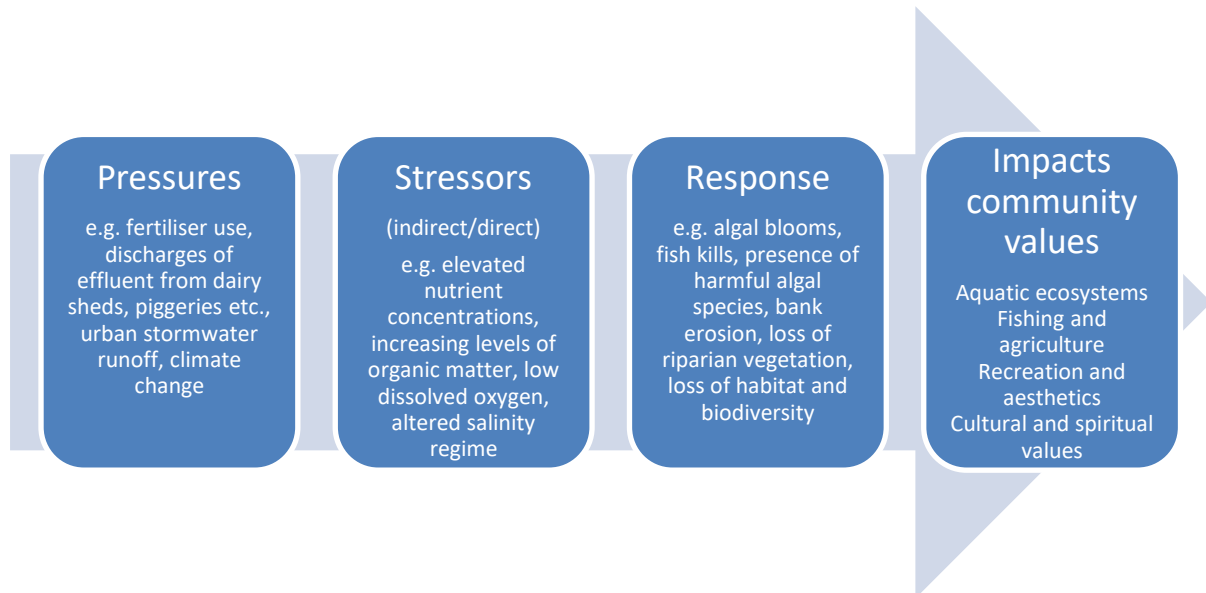 Pressures
e.g. fertiliser use,
discharges of
effluent from dairy
sheds, piggeries etc.,
urban stormwater
runoff, climate
change
Stressors
(indirect/direct)
e.g. elevated
nutrient
concentrations,
increasing levels of
organic matter, low
dissolved oxygen,
altered salinity
regime
Response
e.g. algal blooms,
fish kills, presence of
harmful algal
species, bank
erosion, loss of
riparian vegetation,
loss of habitat and
biodiversity
Impacts
community
values
Aquatic ecosystems
Fishing and
agriculture
Recreation and
aesthetics
Cultural and spiritual
values